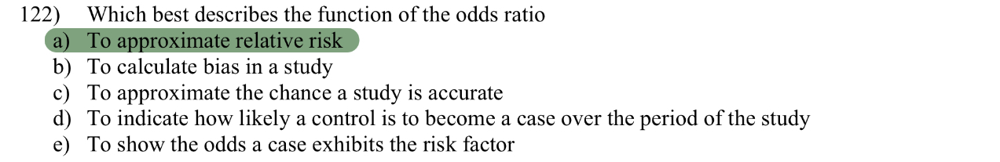 122) Which best describes the function of the odds ratio
a) To approximate relative risk
b) To calculate bias in a study
c) To approximate the chance a study is accurate
d) To indicate how likely a control is to become a case over the period of the study
e) To show the odds a case exhibits the risk factor